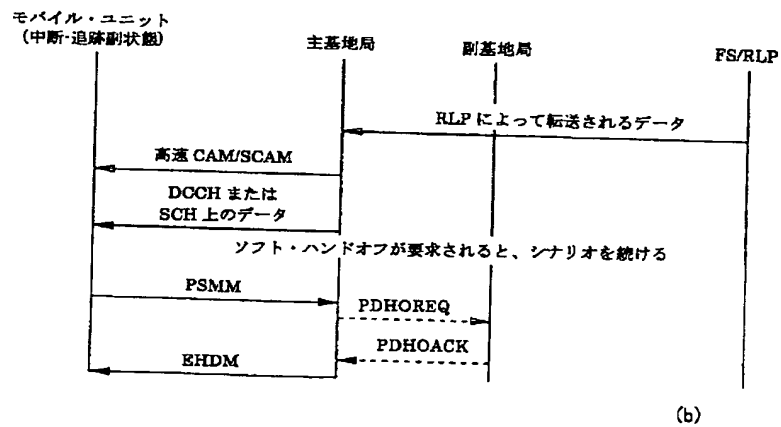 モバイル・ユニット
(中断-追跡副状態)
主基地局
副基地局
FS/RLP
RLP によって転送されるデータ
高速 CAM/SCAM
DCCH または
SCH 上のデータ
ソフト・ハンドオフが要求されると、シナリオを続ける
PSMM
PDHOREQ
PDHOACK
EHDM
(b)